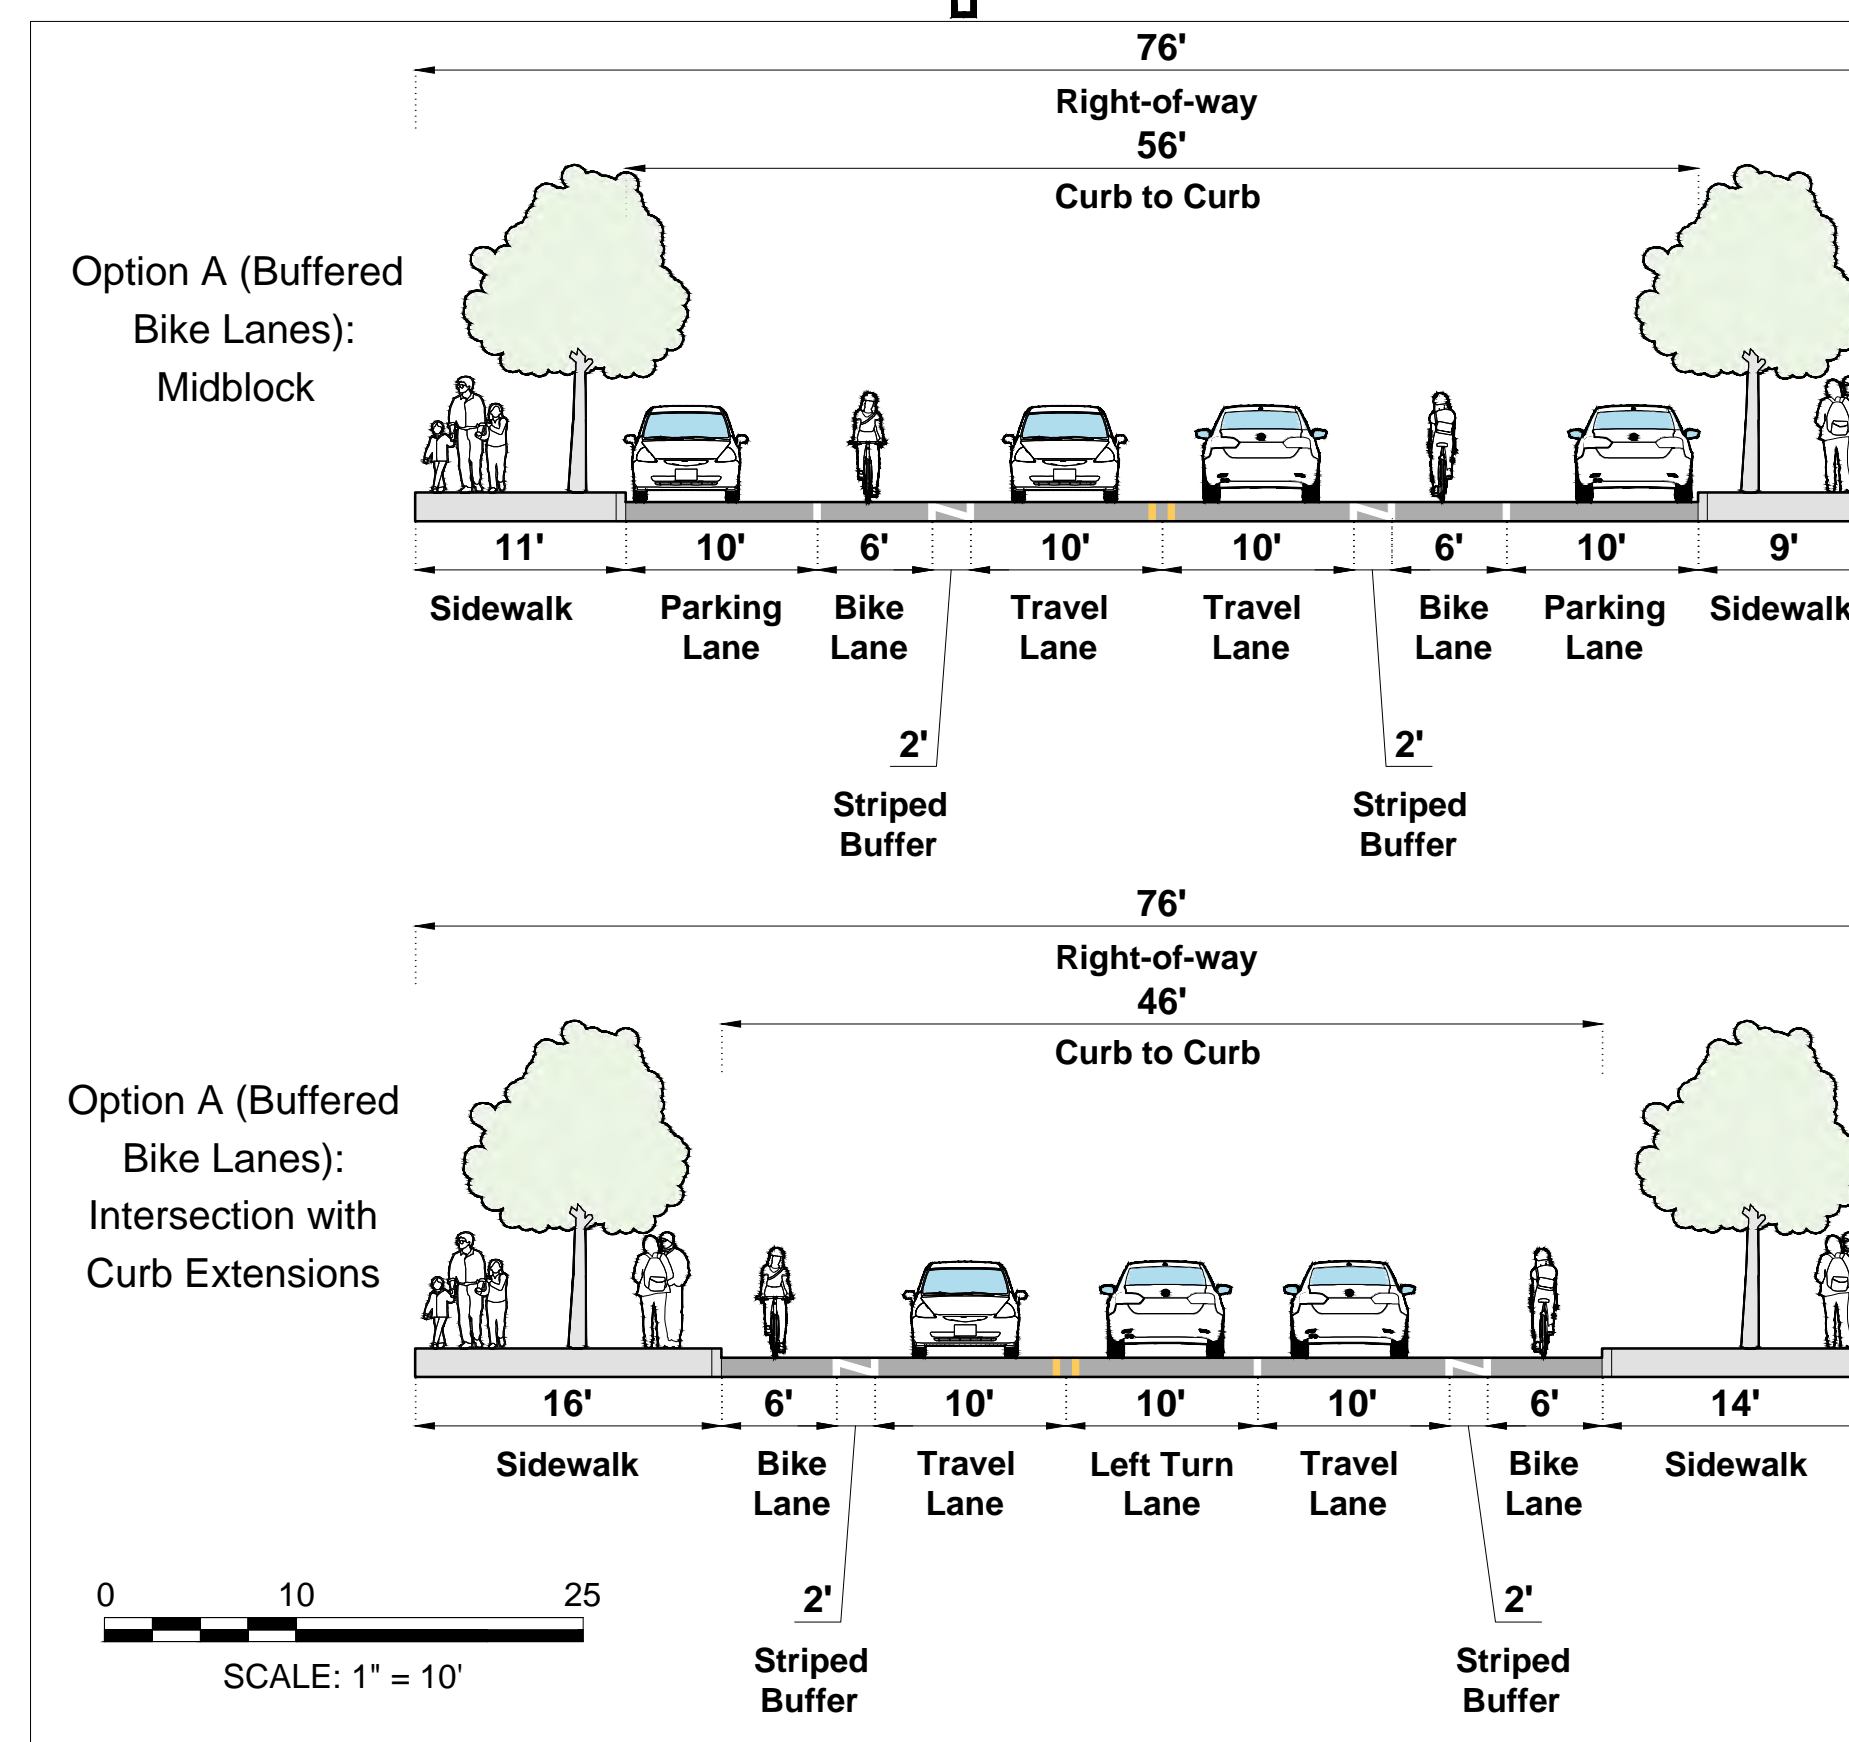 76'
Right-of-way
56'
Curb to Curb
Option A (Buffered
Bike Lanes):
Midblock
11' 10' 6' 10' 10' 6' 10' 9'
Sidewalk Parking Lane Bike Lane Travel Lane Travel Lane Bike Lane Parking Lane Sidewalk
2' 2'
Striped Striped
Buffer Buffer
76'
Right-of-way
46'
Curb to Curb
Option A (Buffered
Bike Lanes):
Intersection with
Curb Extensions
16' 6' 10' 10' 10' 6' 14'
Sidewalk Bike Lane Travel Lane Left Turn Lane Travel Lane Bike Lane Sidewalk
2' 2'
Striped Striped
Buffer Buffer
0 10 25
SCALE: 1" = 10'